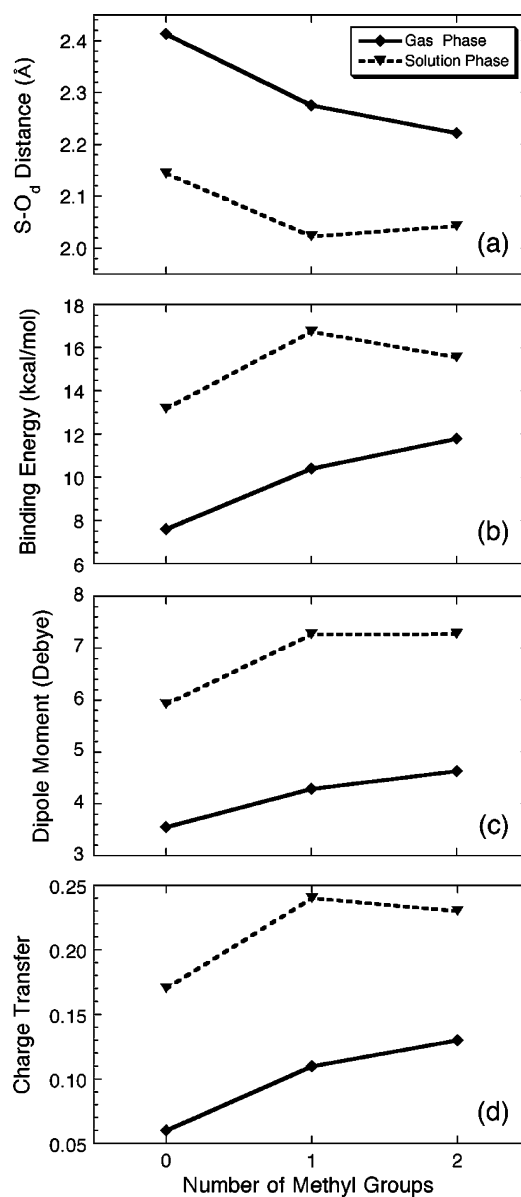 2.4
2.3
2.2
2.1
2.0
S-Od Distance (Å)
Gas Phase
Solution Phase
(a)
18
16
14
12
10
8
6
Binding Energy (kcal/mol)
(b)
8
7
6
5
4
3
Dipole Moment (Debye)
(c)
0.25
0.20
0.15
0.10
0.05
Charge Transfer
(d)
0 1 2
Number of Methyl Groups